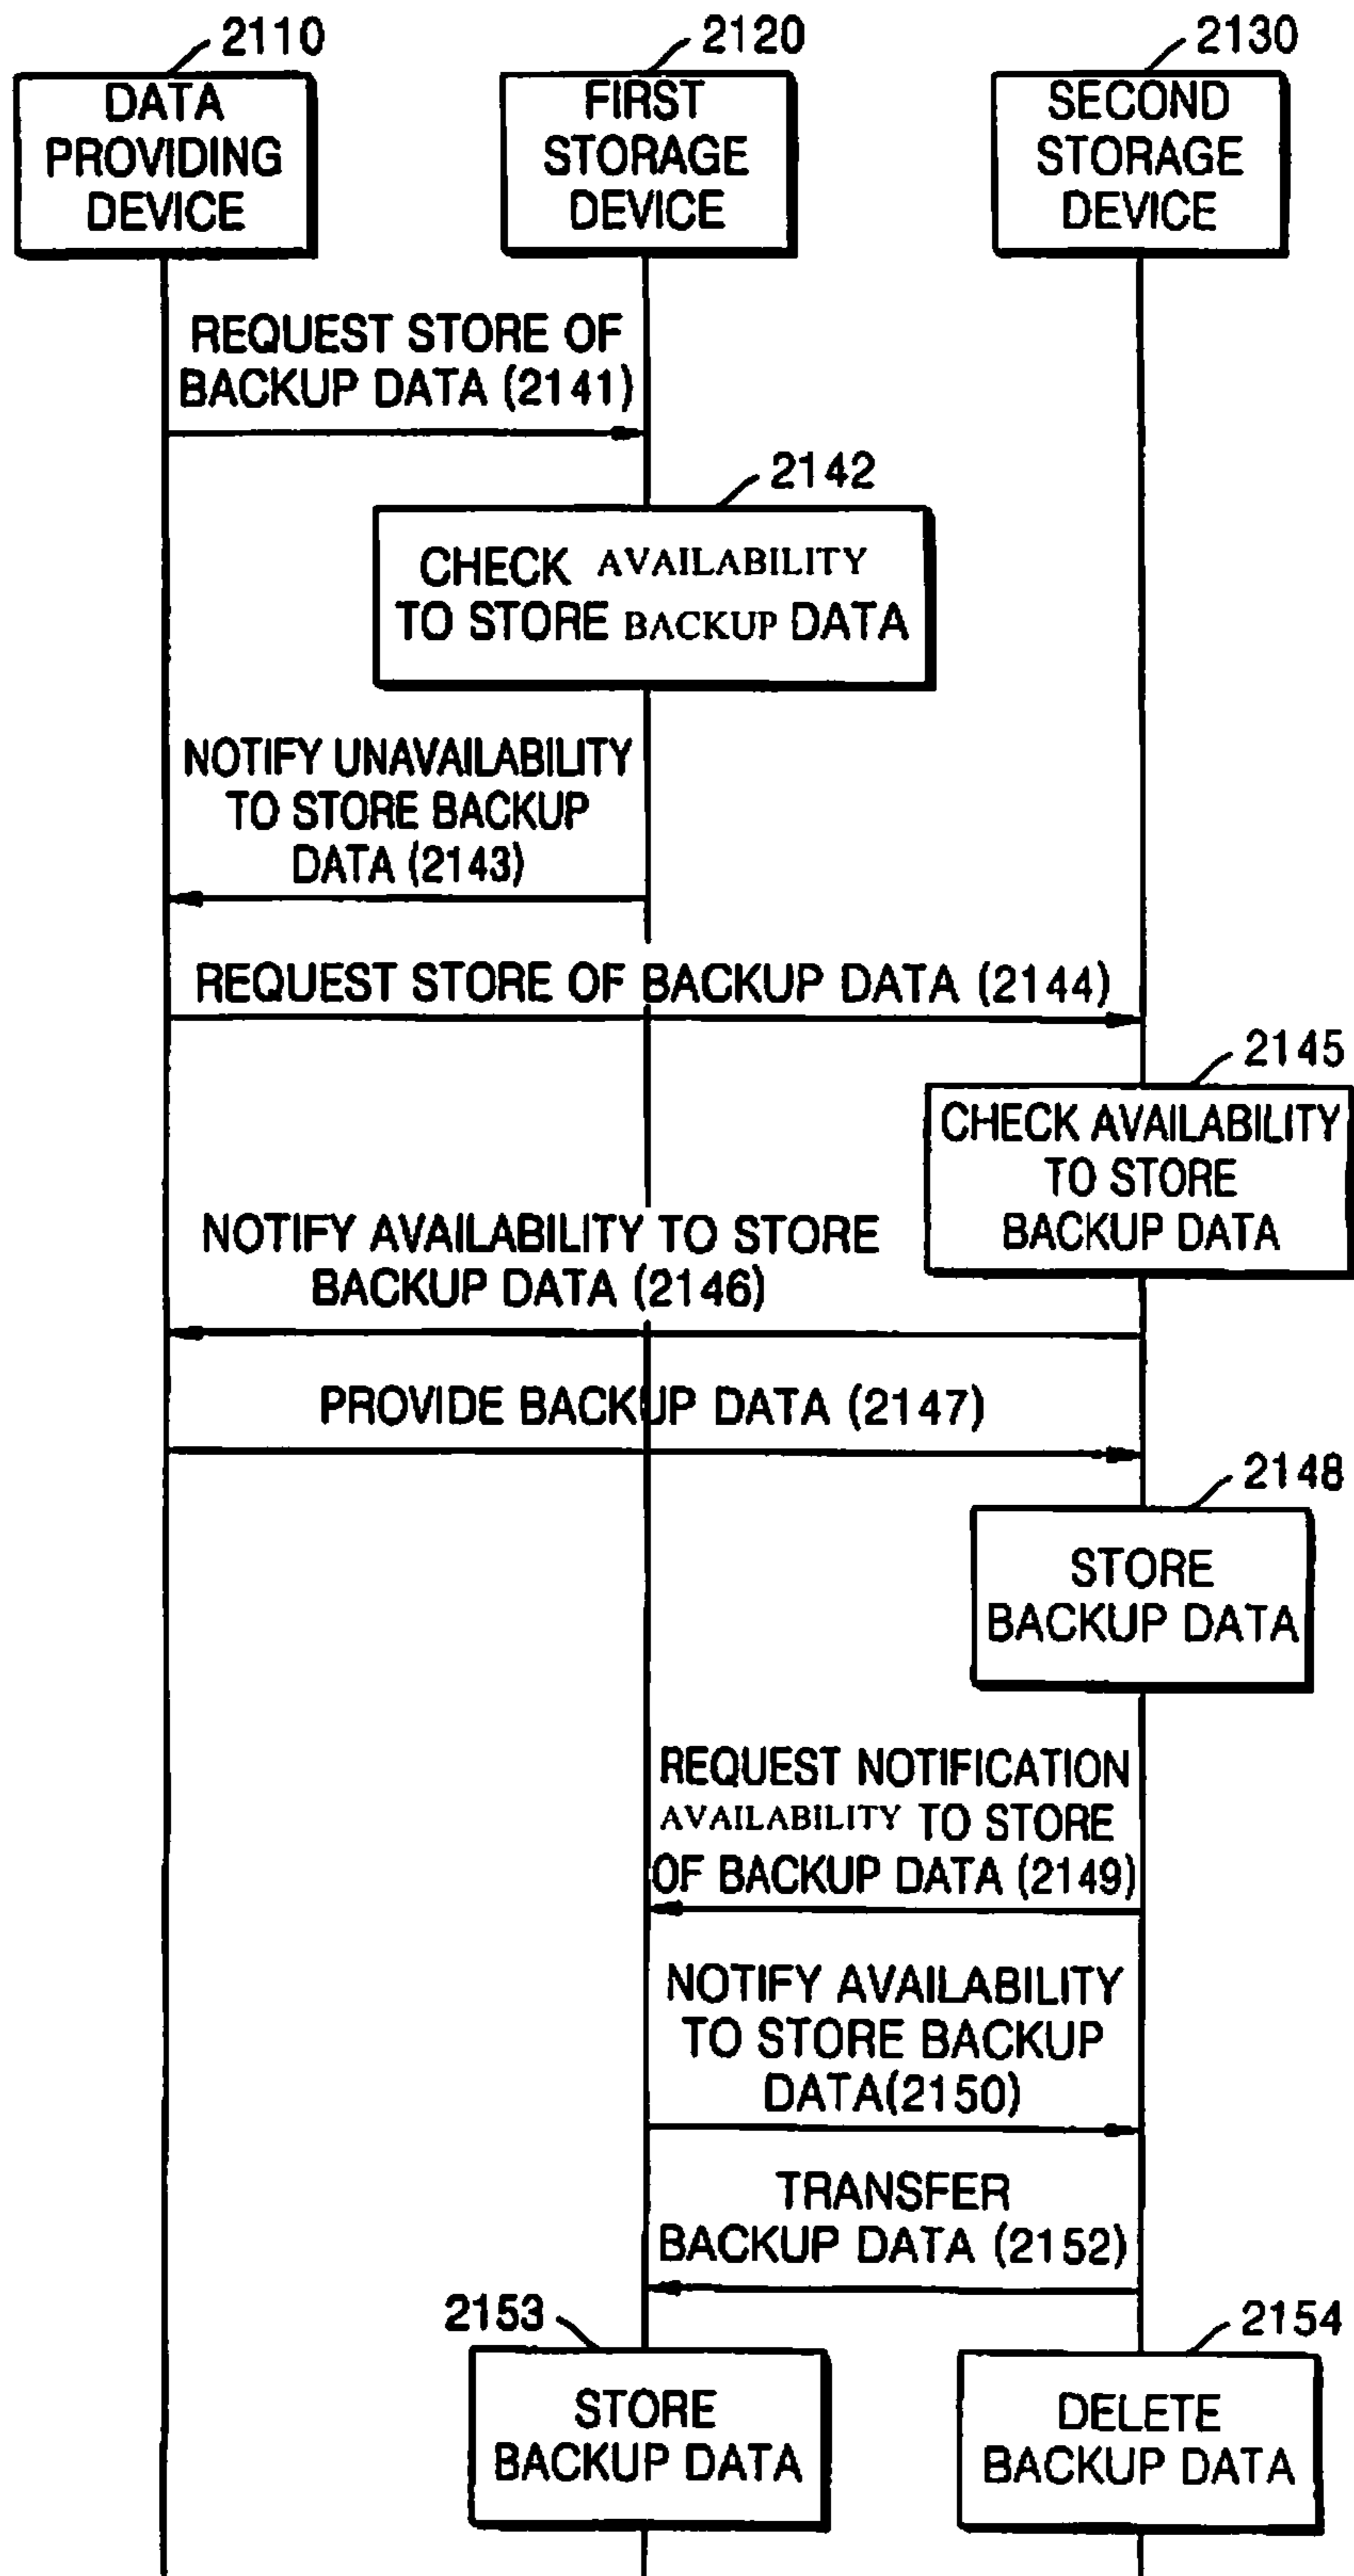 2110
2120
2130
DATA
PROVIDING
DEVICE
FIRST
STORAGE
DEVICE
SECOND
STORAGE
DEVICE
REQUEST STORE OF
BACKUP DATA (2141)
2142
CHECK AVAILABILITY
TO STORE BACKUP DATA
NOTIFY UNAVAILABILITY
TO STORE BACKUP
DATA (2143)
REQUEST STORE OF BACKUP DATA (2144)
2145
CHECK AVAILABILITY
TO STORE
BACKUP DATA
NOTIFY AVAILABILITY TO STORE
BACKUP DATA (2146)
PROVIDE BACKUP DATA (2147)
2148
STORE
BACKUP DATA
REQUEST NOTIFICATION
AVAILABILITY TO STORE
OF BACKUP DATA (2149)
NOTIFY AVAILABILITY
TO STORE BACKUP
DATA(2150)
TRANSFER
BACKUP DATA (2152)
2153
STORE
BACKUP DATA
2154
DELETE
BACKUP DATA